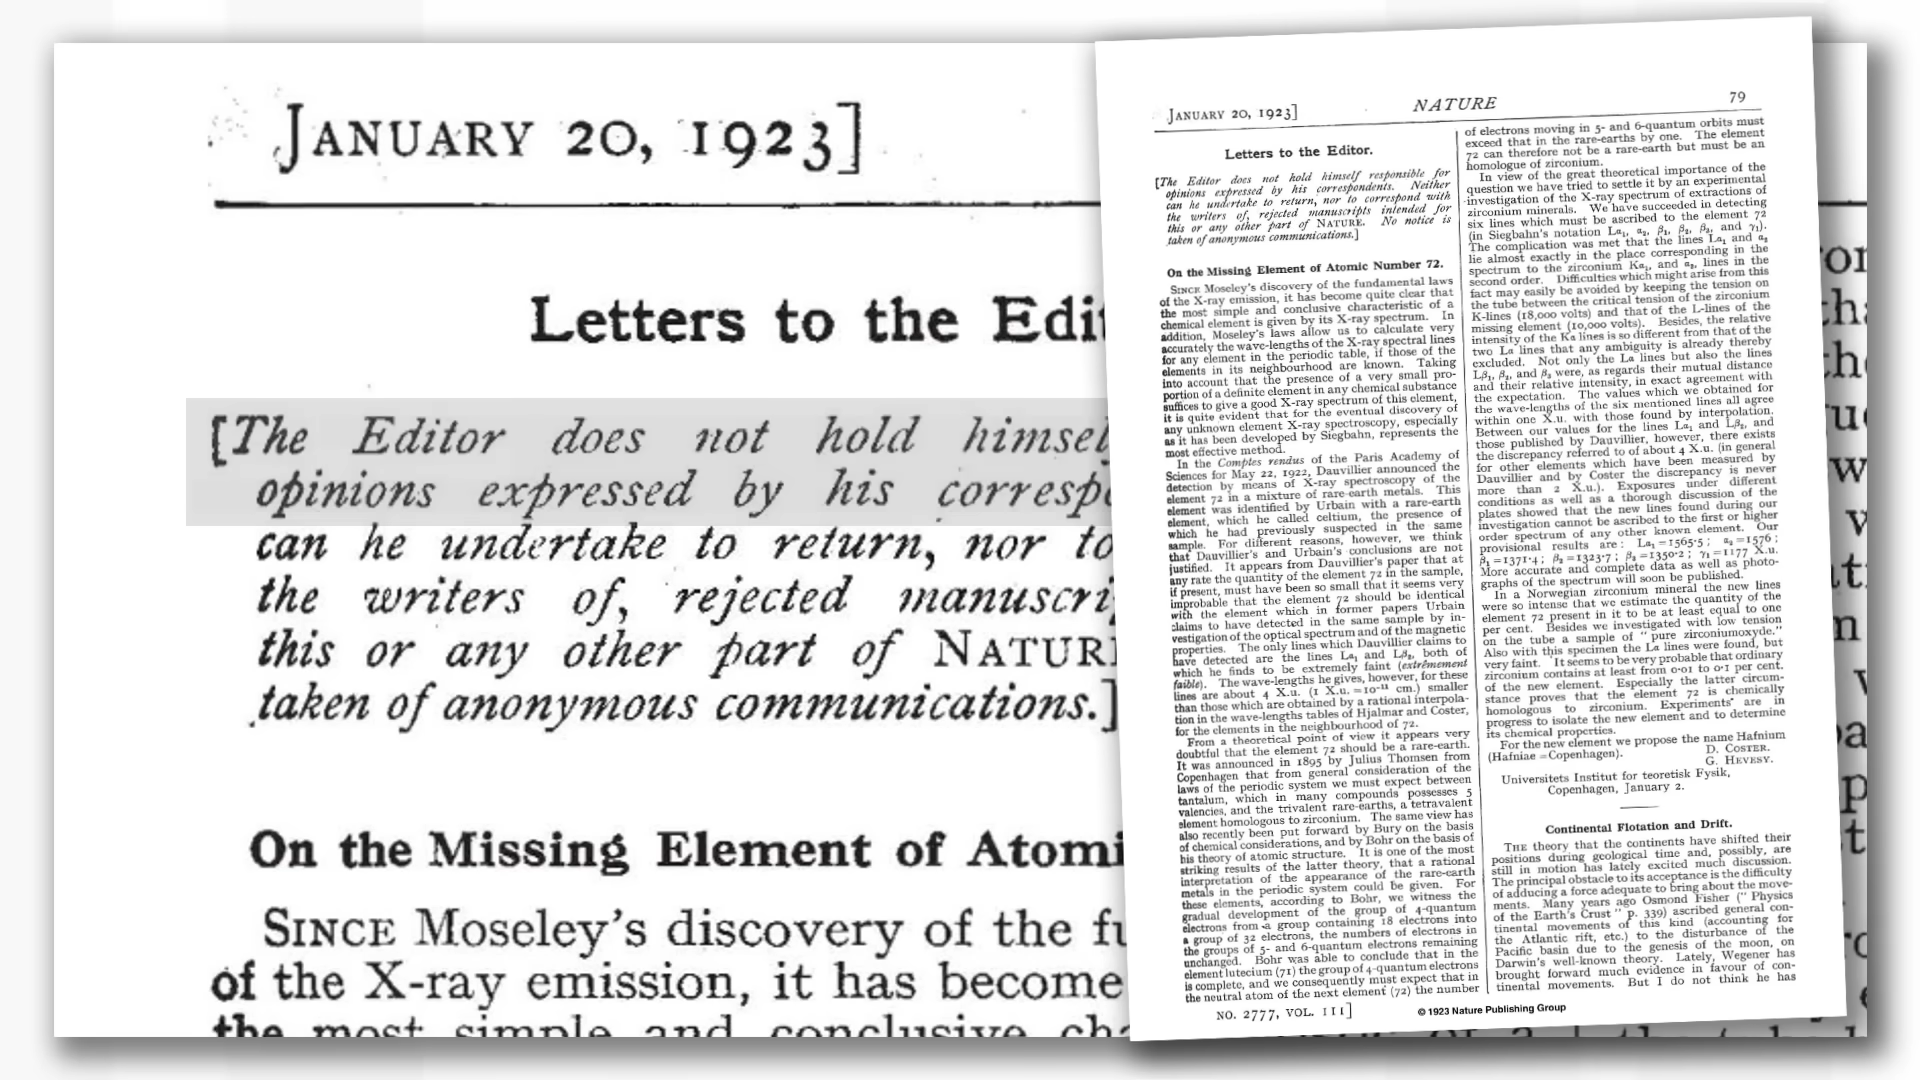 JANUARY 20, 1923]
Letters to the Edit
[The Editor does not hold himsel
opinions expressed by his correspo
can he undertake to return, nor to
the writers of, rejected manuscri
this or any other part of NATUR
taken of anonymous communications.]
On the Missing Element of Atomi
SINCE Moseley's discovery of the fu
of the X-ray emission, it has become
the most simple and conclusive cha
JANUARY 20, 1923]
NATURE
79
Letters to the Editor.
[The Editor does not hold himself responsible for
opinions expressed by his correspondents. Neither
can he undertake to return, nor to correspond with
the writers of, rejected manuscripts intended for
this or any other part of NATURE. No notice is
taken of anonymous communications.]
On the Missing Element of Atomic Number 72.
SINCE Moseley's discovery of the fundamental laws
of the X-ray emission, it has become quite clear that
the most simple and conclusive characteristic of a
chemical element is given by its X-ray spectrum. In
addition, Moseley's laws allow us to calculate very
accurately the wave-lengths of the X-ray spectral lines
for any element in the periodic table, if those of the
elements in its neighbourhood are known. Taking
into account that the presence of a very small pro-
portion of a definite element in any chemical substance
suffices to give a good X-ray spectrum of this element,
it is quite evident that for the eventual discovery of
any unknown element X-ray spectroscopy, especially
as it has been developed by Siegbahn, represents the
most effective method.
In the Comptes rendus of the Paris Academy of
Sciences for May 22, 1922, Dauvillier announced the
detection by means of X-ray spectroscopy of the
element 72 in a mixture of rare-earth metals. This
element was identified by Urbain with a rare-earth
element, which he called celtium, the presence of
which he had previously suspected in the same
sample. For different reasons, however, we think
that Dauvillier's and Urbain's conclusions are not
justified. It appears from Dauvillier's paper that at
any rate the quantity of the element 72 in the sample,
if present, must have been so small that it seems very
improbable that the element 72 should be identical
with the element which in former papers Urbain
claims to have detected in the same sample by in-
vestigation of the optical spectrum and of the magnetic
properties. The only lines which Dauvillier claims to
have detected are the lines Lα₁ and Lβ₂, both of
which he finds to be extremely faint (extrêmement
faible). The wave-lengths he gives, however, for these
lines are about 4 X.u. (1 X.u. =10⁻¹¹ cm.) smaller
than those which are obtained by a rational interpola-
tion in the wave-lengths tables of Hjalmar and Coster,
for the elements in the neighbourhood of 72.
From a theoretical point of view it appears very
doubtful that the element 72 should be a rare-earth.
It was announced in 1895 by Julius Thomsen from
Copenhagen that from general consideration of the
laws of the periodic system we must expect between
tantalum, which in many compounds possesses 5
valencies, and the trivalent rare-earths, a tetravalent
element homologous to zirconium. The same view has
also recently been put forward by Bury on the basis
of chemical considerations, and by Bohr on the basis of
his theory of atomic structure. It is one of the most
striking results of the latter theory, that a rational
interpretation of the appearance of the rare-earth
metals in the periodic system could be given. For
these elements, according to Bohr, we witness the
gradual development of the group of 4-quantum
electrons from a group containing 18 electrons into
a group of 32 electrons, the numbers of electrons in
the groups of 5- and 6-quantum electrons remaining
unchanged. Bohr was able to conclude that in the
element lutecium (71) the group of 4-quantum electrons
is complete, and we consequently must expect that in
the neutral atom of the next element (72) the number
of electrons moving in 5- and 6-quantum orbits must
exceed that in the rare-earths by one. The element
72 can therefore not be a rare-earth but must be an
homologue of zirconium.
In view of the great theoretical importance of the
question we have tried to settle it by an experimental
investigation of the X-ray spectrum of extractions of
zirconium minerals. We have succeeded in detecting
six lines which must be ascribed to the element 72
(in Siegbahn's notation Lα₁, α₂, β₁, β₂, β₃, and γ₁).
The complication was met that the lines Lα₁ and α₂
lie almost exactly in the place corresponding in the
spectrum to the zirconium Kα₁, and α₂, lines in the
second order. Difficulties which might arise from this
fact may easily be avoided by keeping the tension on
the tube between the critical tension of the zirconium
K-lines (18,000 volts) and that of the L-lines of the
missing element (10,000 volts). Besides, the relative
intensity of the Kα lines is so different from that of the
two Lα lines that any ambiguity is already thereby
excluded. Not only the Lα lines but also the lines
Lβ₁, β₂, and β₃ were, as regards their mutual distance
and their relative intensity, in exact agreement with
the expectation. The values which we obtained for
the wave-lengths of the six mentioned lines all agree
within one X.u. with those found by interpolation.
Between our values for the lines Lα₁ and Lβ₂, and
those published by Dauvillier, however, there exists
the discrepancy referred to of about 4 X.u. (in general
for other elements which have been measured by
Dauvillier and by Coster the discrepancy is never
more than 2 X.u.). Exposures under different
conditions as well as a thorough discussion of the
plates showed that the new lines found during our
investigation cannot be ascribed to the first or higher
order spectrum of any other known element. Our
provisional results are: Lα₁ =1565·5; α₂ =1576;
β₁ =1371·4; β₂ =1323·7; β₃ =1350·2; γ₁ =1177 X.u.
More accurate and complete data as well as photo-
graphs of the spectrum will soon be published.
In a Norwegian zirconium mineral the new lines
were so intense that we estimate the quantity of the
element 72 present in it to be at least equal to one
per cent. Besides we investigated with low tension
on the tube a sample of "pure zirconiumoxyde."
Also with this specimen the Lα lines were found, but
very faint. It seems to be very probable that ordinary
zirconium contains at least from 0·01 to 0·1 per cent.
of the new element. Especially the latter circum-
stance proves that the element 72 is chemically
homologous to zirconium. Experiments are in
progress to isolate the new element and to determine
its chemical properties.
For the new element we propose the name Hafnium
(Hafniae =Copenhagen).
D. COSTER.
G. HEVESY.
Universitets Institut for teoretisk Fysik,
Copenhagen, January 2.
Continental Flotation and Drift.
THE theory that the continents have shifted their
positions during geological time and, possibly, are
still in motion has lately excited much discussion.
The principal obstacle to its acceptance is the difficulty
of adducing a force adequate to bring about the move-
ments. Many years ago Osmond Fisher ("Physics
of the Earth's Crust" p. 339) ascribed general con-
tinental movements of this kind (accounting for
the Atlantic rift, etc.) to the disturbance of the
Pacific basin due to the genesis of the moon, on
Darwin's well-known theory. Lately, Wegener has
brought forward much evidence in favour of con-
tinental movements. But I do not think he has
NO. 2777, VOL. III]
© 1923 Nature Publishing Group